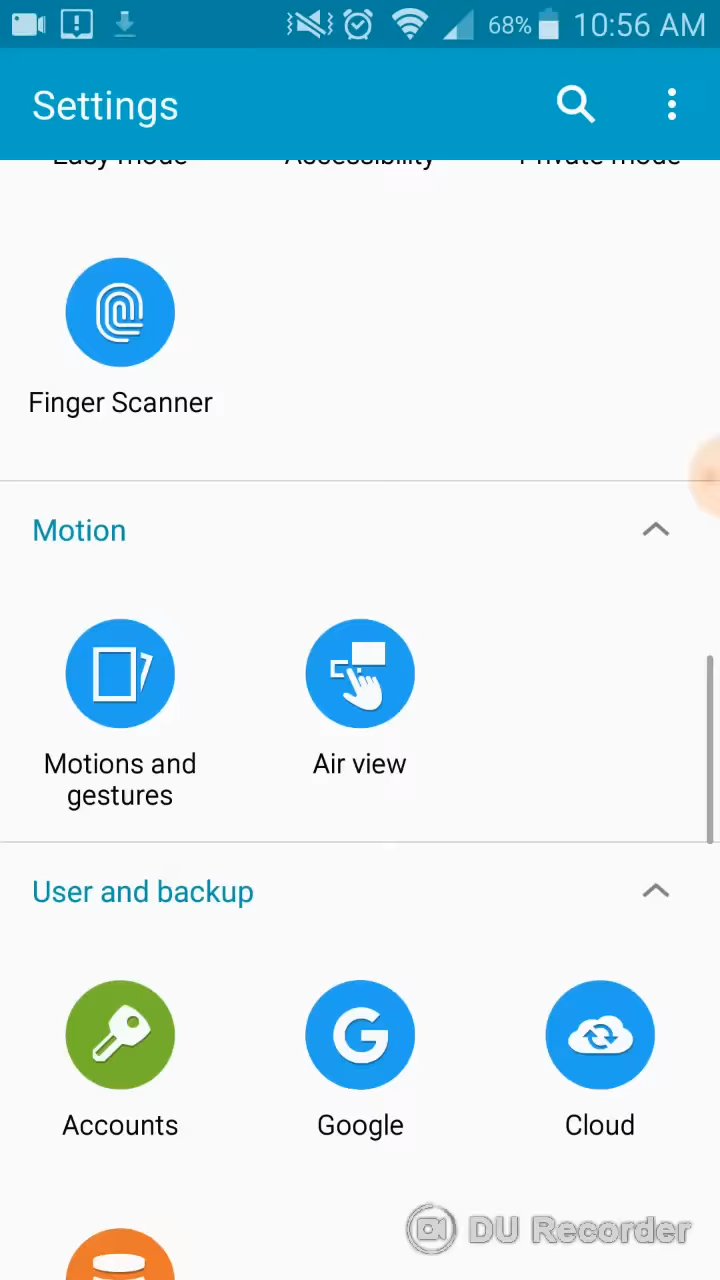 68% 10:56 AM
Settings
Easy mode Accessibility Private mode
Finger Scanner
Motion
Motions and
gestures
Air view
User and backup
Accounts Google Cloud
DU Recorder